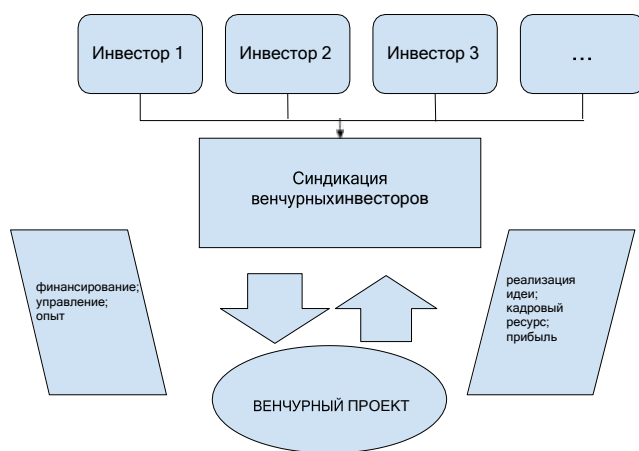 Инвестор 1
Инвестор 2
Инвестор 3
...
Синдикация
венчурныхинвесторов
финансирование;
управление;
опыт
реализация
идеи;
кадровый
ресурс;
прибыль
ВЕНЧУРНЫЙ ПРОЕКТ